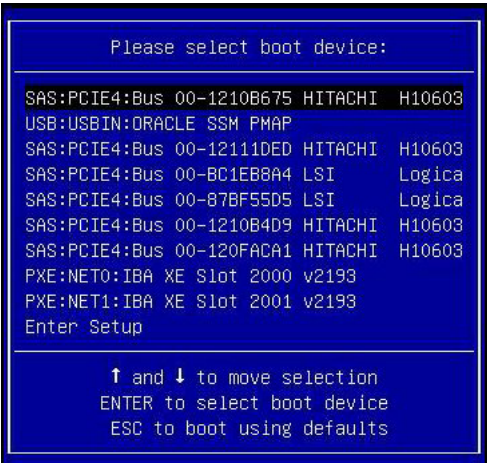 Please select boot device:
SAS:PCIE4:Bus 00-1210B675 HITACHI H10603
USB:USBIN:ORACLE SSM PMAP
SAS:PCIE4:Bus 00-12111DED HITACHI H10603
SAS:PCIE4:Bus 00-BC1EB8A4 LSI Logica
SAS:PCIE4:Bus 00-87BF55D5 LSI Logica
SAS:PCIE4:Bus 00-1210B4D9 HITACHI H10603
SAS:PCIE4:Bus 00-120FACA1 HITACHI H10603
PXE:NET0:IBA XE Slot 2000 v2193
PXE:NET1:IBA XE Slot 2001 v2193
Enter Setup
↑ and ↓ to move selection
ENTER to select boot device
ESC to boot using defaults